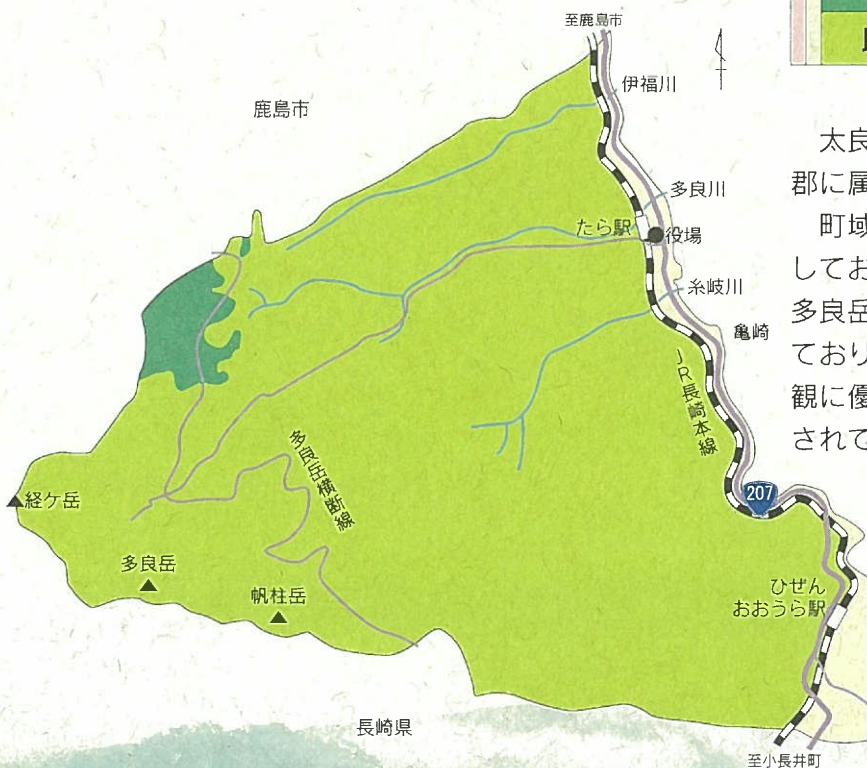 至鹿島市
伊福川
鹿島市
多良川
たら駅
役場
糸岐川
亀崎
JR長崎本線
多良岳横断線
経ケ岳
207
多良岳
帆柱岳
ひぜん
おおうら駅
長崎県
至小長井町
太良
郡に属
町域
してお
多良岳
ており
観に優
されて